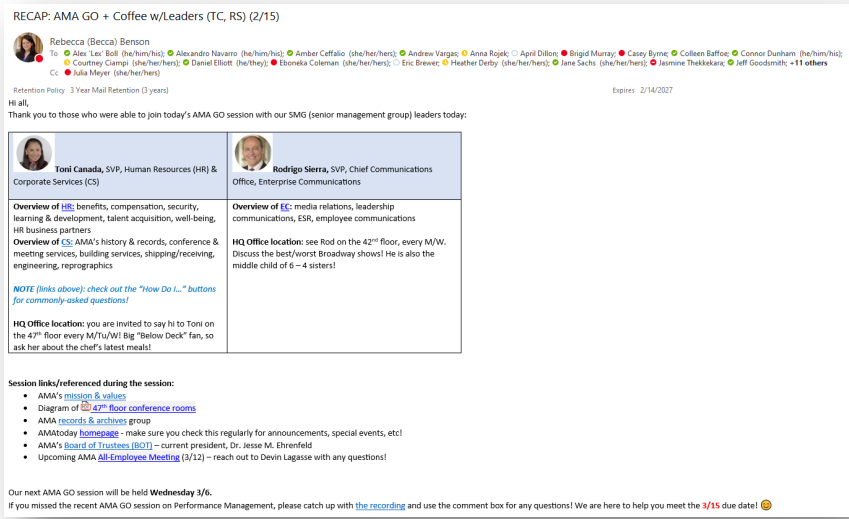 RECAP: AMA GO + Coffee w/Leaders (TC, RS) (2/15)
Rebecca (Becca) Benson
To Alex 'Lex' Boll (he/him/his); Alexandro Navarro (he/him/his); Amber Ceffalio (she/her/hers); Andrew Vargas; Anna Rojek; April Dillon; Brigid Murray; Casey Byrne; Colleen Baffoe; Connor Dunham (he/him/his);
Courtney Ciampi (she/her/hers); Daniel Elliott (he/they); Eboneka Coleman (she/her/hers); Eric Brewer; Heather Derby (she/her/hers); Jane Sachs (she/her/hers); Jasmine Thekkekara; Jeff Goodsmith; +11 others
Cc Julia Meyer (she/her/hers)
Retention Policy 3 Year Mail Retention (3 years) Expires 2/14/2027
Hi all,
Thank you to those who were able to join today's AMA GO session with our SMG (senior management group) leaders today:
Toni Canada, SVP, Human Resources (HR) &
Corporate Services (CS)
Rodrigo Sierra, SVP, Chief Communications
Office, Enterprise Communications
Overview of HR: benefits, compensation, security,
learning & development, talent acquisition, well-being,
HR business partners
Overview of CS: AMA's history & records, conference &
meeting services, building services, shipping/receiving,
engineering, reprographics
NOTE (links above): check out the "How Do I..." buttons
for commonly-asked questions!
HQ Office location: you are invited to say hi to Toni on
the 47th floor every M/Tu/W! Big "Below Deck" fan, so
ask her about the chef's latest meals!
Overview of EC: media relations, leadership
communications, ESR, employee communications
HQ Office location: see Rod on the 42nd floor, every M/W.
Discuss the best/worst Broadway shows! He is also the
middle child of 6 – 4 sisters!
Session links/referenced during the session:
• AMA's mission & values
• Diagram of 47th floor conference rooms
• AMA records & archives group
• AMAtoday homepage - make sure you check this regularly for announcements, special events, etc!
• AMA's Board of Trustees (BOT) – current president, Dr. Jesse M. Ehrenfeld
• Upcoming AMA All-Employee Meeting (3/12) – reach out to Devin Lagasse with any questions!
Our next AMA GO session will be held Wednesday 3/6.
If you missed the recent AMA GO session on Performance Management, please catch up with the recording and use the comment box for any questions! We are here to help you meet the 3/15 due date! 😊